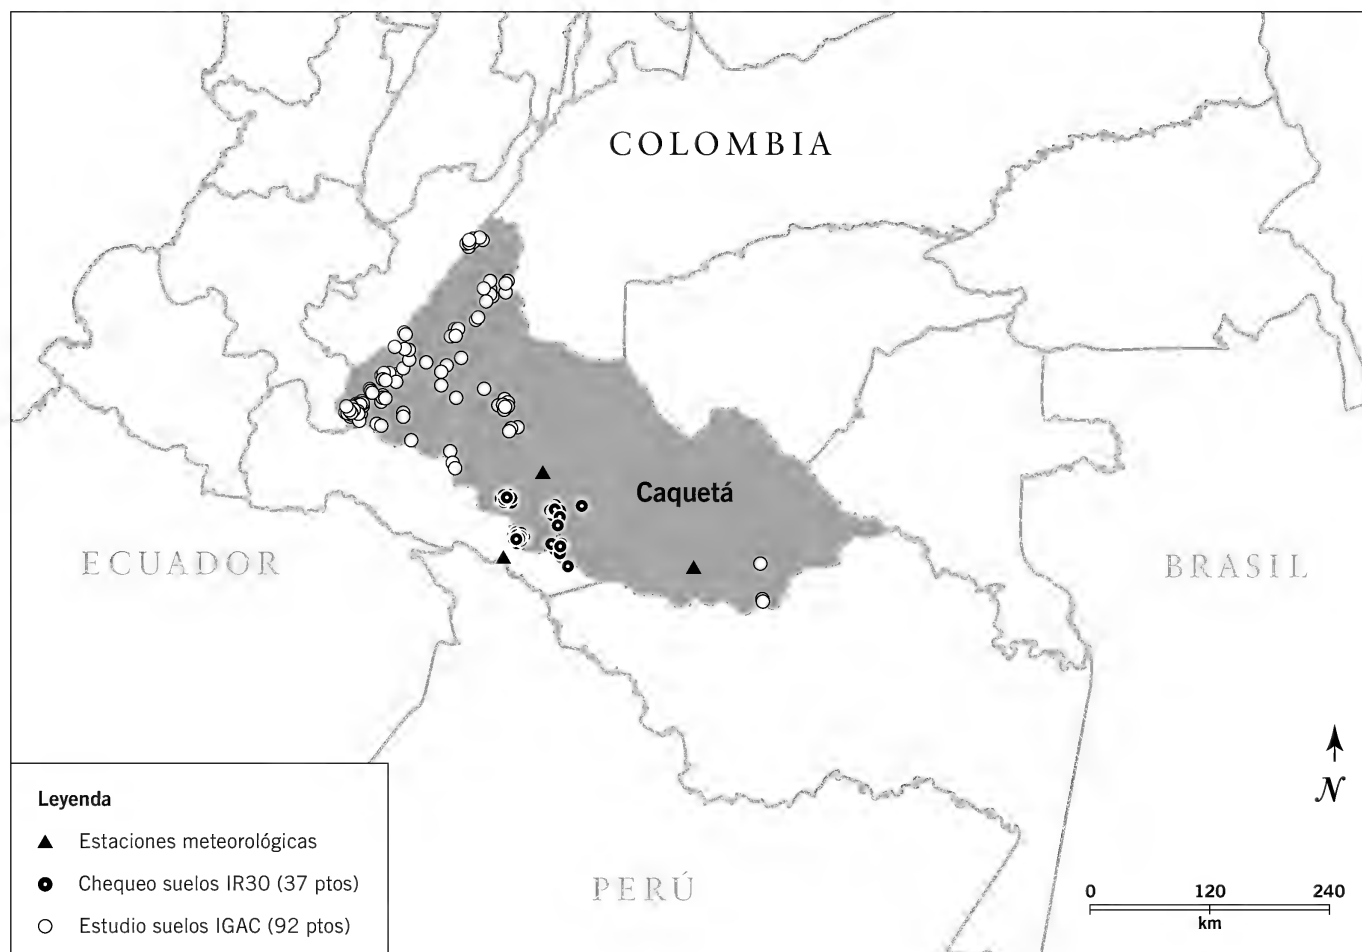 COLOMBIA
Caquetá
ECUADOR
BRASIL
PERÚ
N
Leyenda
Estaciones meteorológicas
Chequeo suelos IR30 (37 ptos)
Estudio suelos IGAC (92 ptos)
0 120 240
km